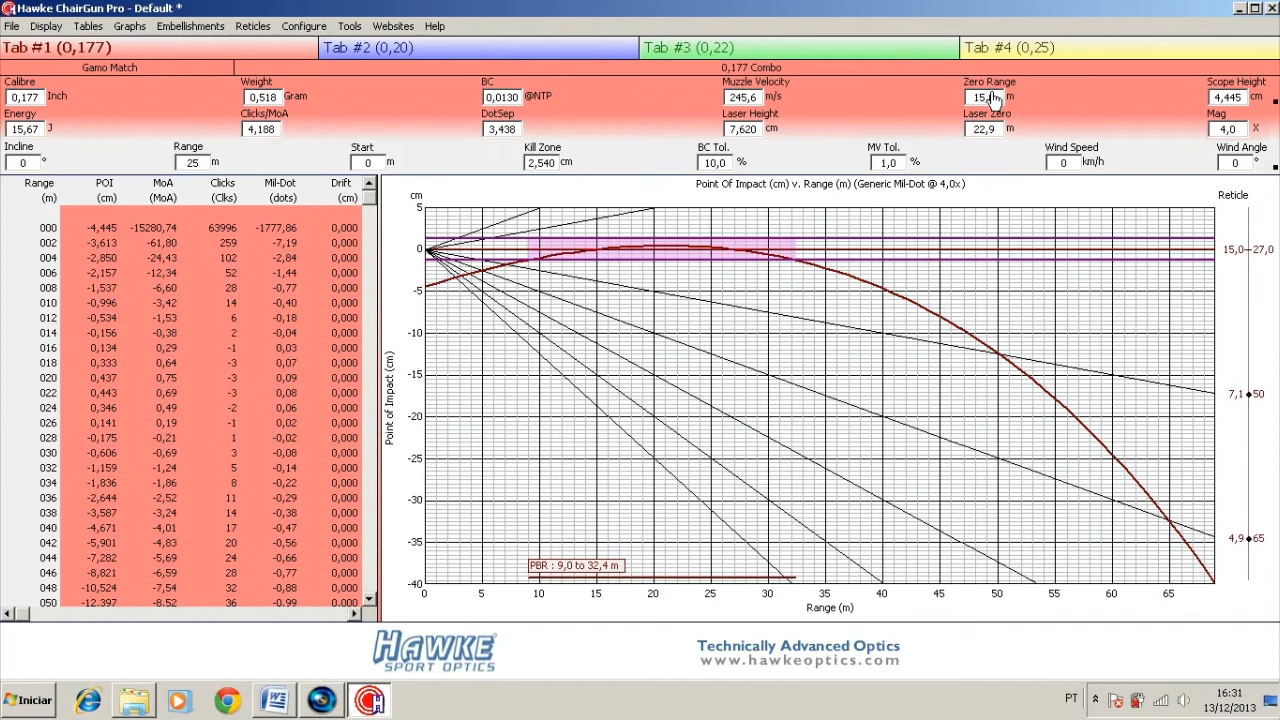 Hawke ChairGun Pro - Default *
File Display Tables Graphs Embellishments Reticles Configure Tools Websites Help
Tab #1 (0,177) Tab #2 (0,20) Tab #3 (0,22) Tab #4 (0,25)
Gamo Match 0,177 Combo
Calibre Weight BC Muzzle Velocity Zero Range Scope Height
0,177 Inch 0,518 Gram 0,0130 @NTP 245,6 m/s 15, m 4,445 cm
Energy Clicks/MoA DotSep Laser Height Laser Zero Mag
15,67 J 4,188 3,438 7,620 cm 22,9 m 4,0 X
Incline Range Start Kill Zone BC Tol. MV Tol. Wind Speed Wind Angle
0 ° 25 m 0 m 2,540 cm 10,0 % 1,0 % 0 km/h 0 °
Range POI MoA Clicks Mil-Dot Drift
(m) (cm) (MoA) (Clks) (dots) (cm)
000 -4,445 -15280,74 63996 -1777,86 0,000
002 -3,613 -61,80 259 -7,19 0,000
004 -2,850 -24,43 102 -2,84 0,000
006 -2,157 -12,34 52 -1,44 0,000
008 -1,537 -6,60 28 -0,77 0,000
010 -0,996 -3,42 14 -0,40 0,000
012 -0,534 -1,53 6 -0,18 0,000
014 -0,156 -0,38 2 -0,04 0,000
016 0,134 0,29 -1 0,03 0,000
018 0,333 0,64 -3 0,07 0,000
020 0,437 0,75 -3 0,09 0,000
022 0,443 0,69 -3 0,08 0,000
024 0,346 0,49 -2 0,06 0,000
026 0,141 0,19 -1 0,02 0,000
028 -0,175 -0,21 1 -0,02 0,000
030 -0,606 -0,69 3 -0,08 0,000
032 -1,159 -1,24 5 -0,14 0,000
034 -1,836 -1,86 8 -0,22 0,000
036 -2,644 -2,52 11 -0,29 0,000
038 -3,587 -3,24 14 -0,38 0,000
040 -4,671 -4,01 17 -0,47 0,000
042 -5,901 -4,83 20 -0,56 0,000
044 -7,282 -5,69 24 -0,66 0,000
046 -8,821 -6,59 28 -0,77 0,000
048 -10,524 -7,54 32 -0,88 0,000
050 -12,397 -8,52 36 -0,99 0,000
Point Of Impact (cm) v. Range (m) (Generic Mil-Dot @ 4,0x)
cm Reticle
5
0
-5
-10
-15
-20
-25
-30
-35
-40
Point of Impact (cm)
15,0 27,0
7,1 50
4,9 65
PBR : 9,0 to 32,4 m
0 5 10 15 20 25 30 35 40 45 50 55 60 65
Range (m)
HAWKE
SPORT OPTICS
Technically Advanced Optics
www.hawkeoptics.com
Iniciar PT 16:31
13/12/2013